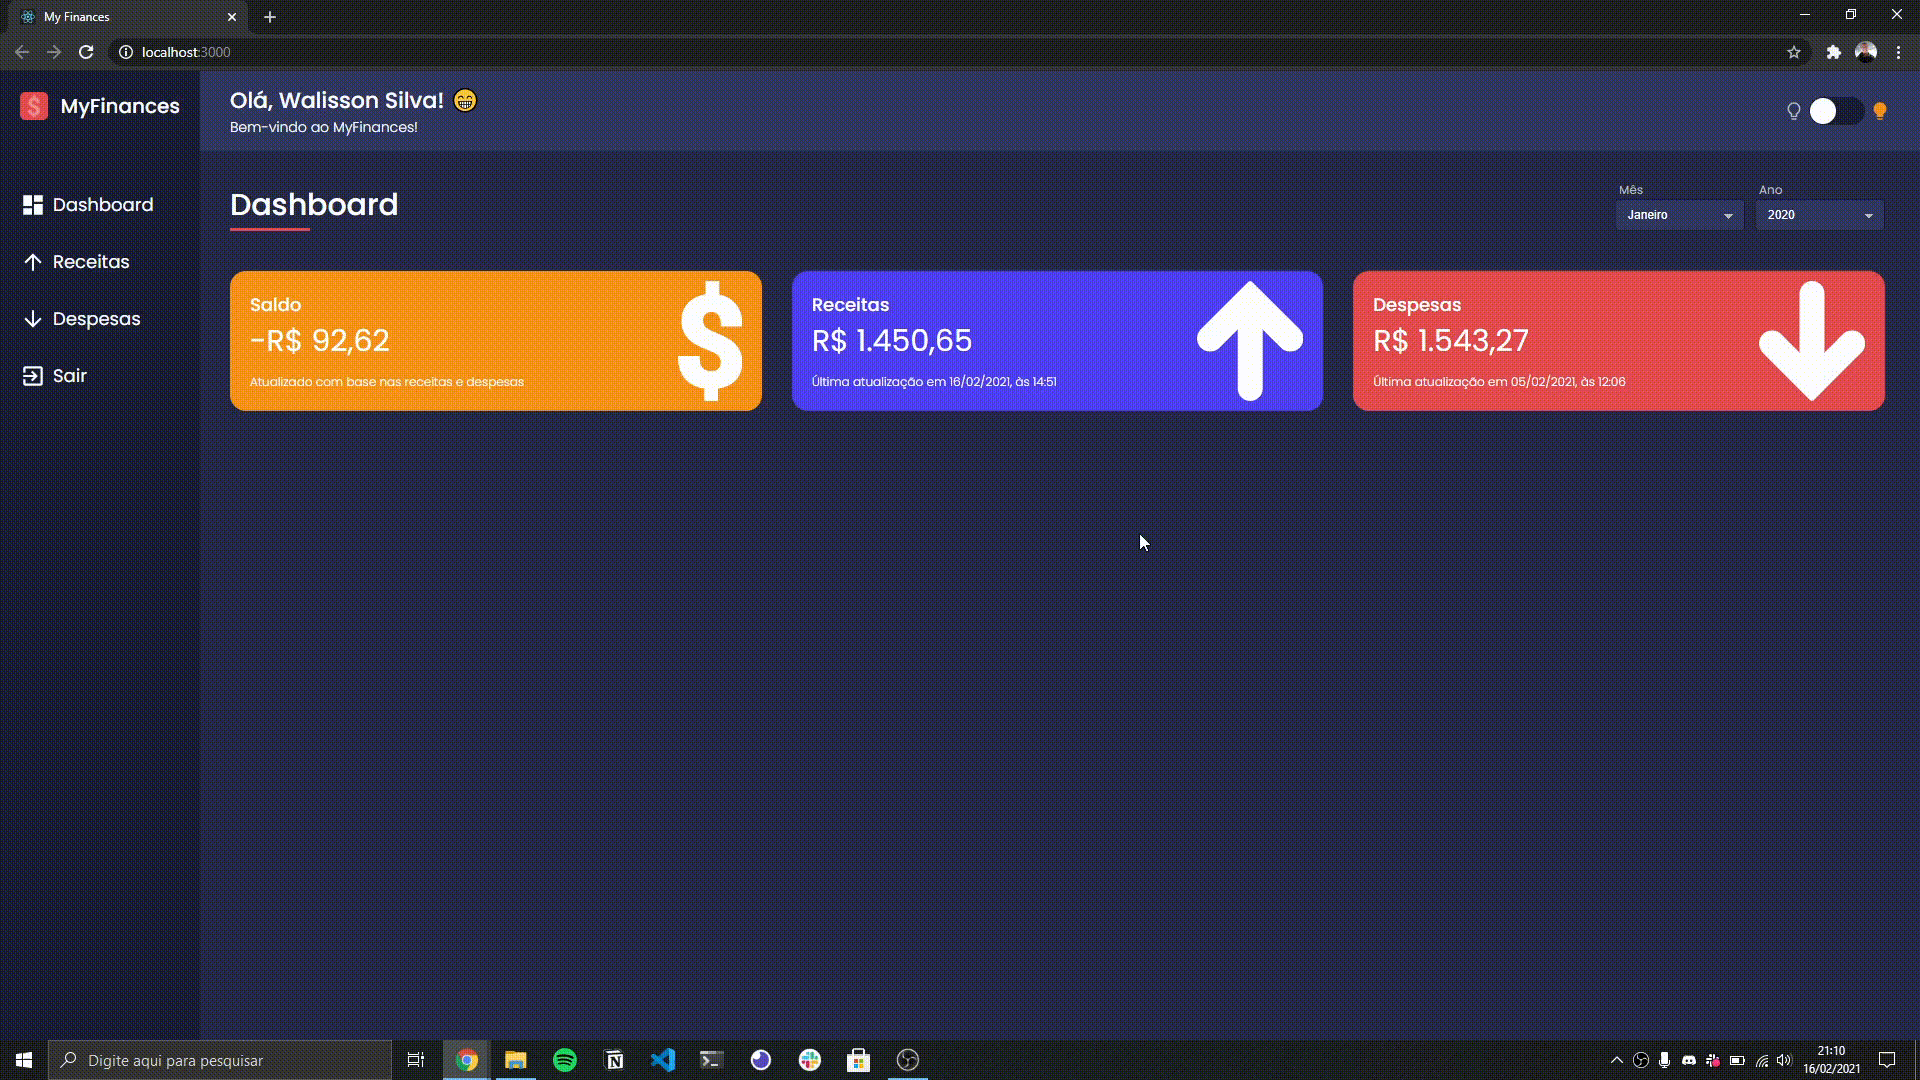 My Finances
localhost:3000
MyFinances
Olá, Walisson Silva! 😁
Bem-vindo ao MyFinances!
Dashboard
Receitas
Despesas
Sair
Dashboard
Mês
Ano
Janeiro
2020
Saldo
-R$ 92,62
Atualizado com base nas receitas e despesas
Receitas
R$ 1.450,65
Última atualização em 16/02/2021, às 14:51
Despesas
R$ 1.543,27
Última atualização em 05/02/2021, às 12:06
Digite aqui para pesquisar
21:10
16/02/2021